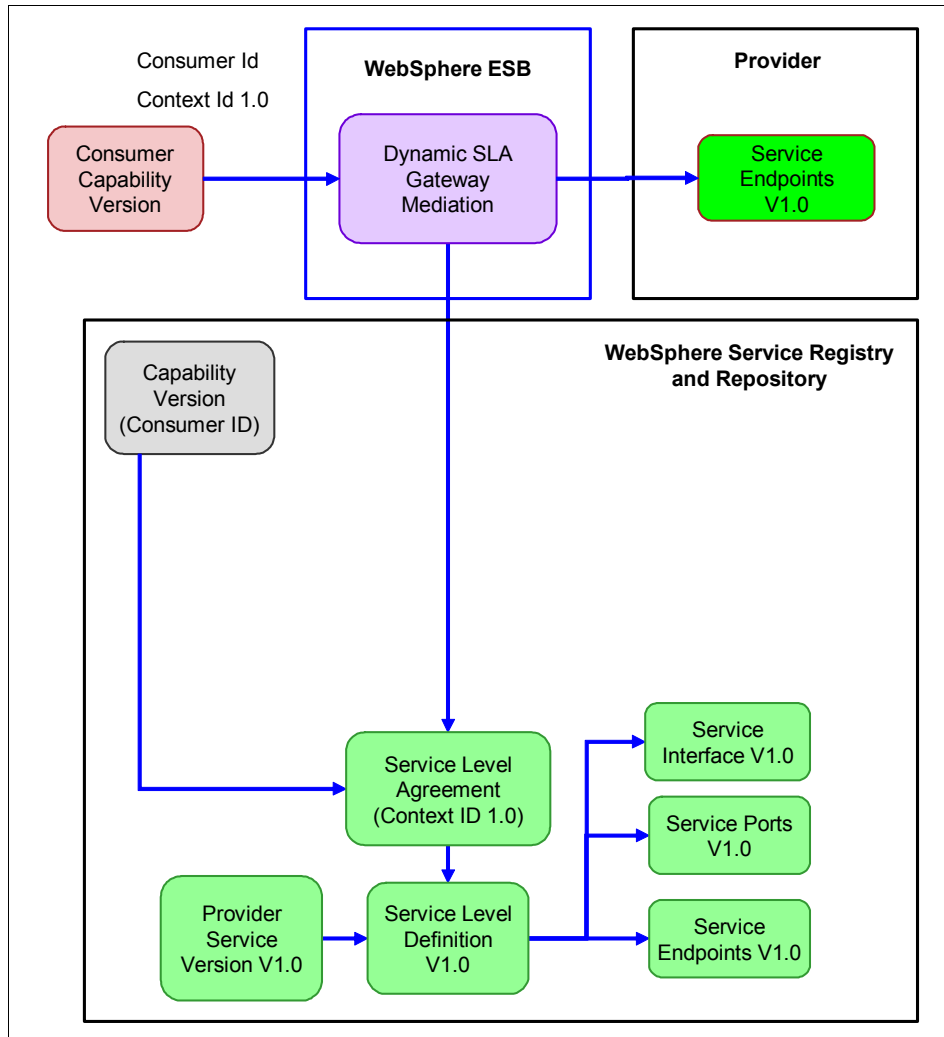 Consumer Id
Context Id 1.0
WebSphere ESB
Provider
Consumer
Capability
Version
Dynamic SLA
Gateway
Mediation
Service
Endpoints
V1.0
WebSphere Service Registry
and Repository
Capability
Version
(Consumer ID)
Service Level
Agreement
(Context ID 1.0)
Service
Interface V1.0
Service Ports
V1.0
Provider
Service
Version V1.0
Service Level
Definition
V1.0
Service
Endpoints V1.0